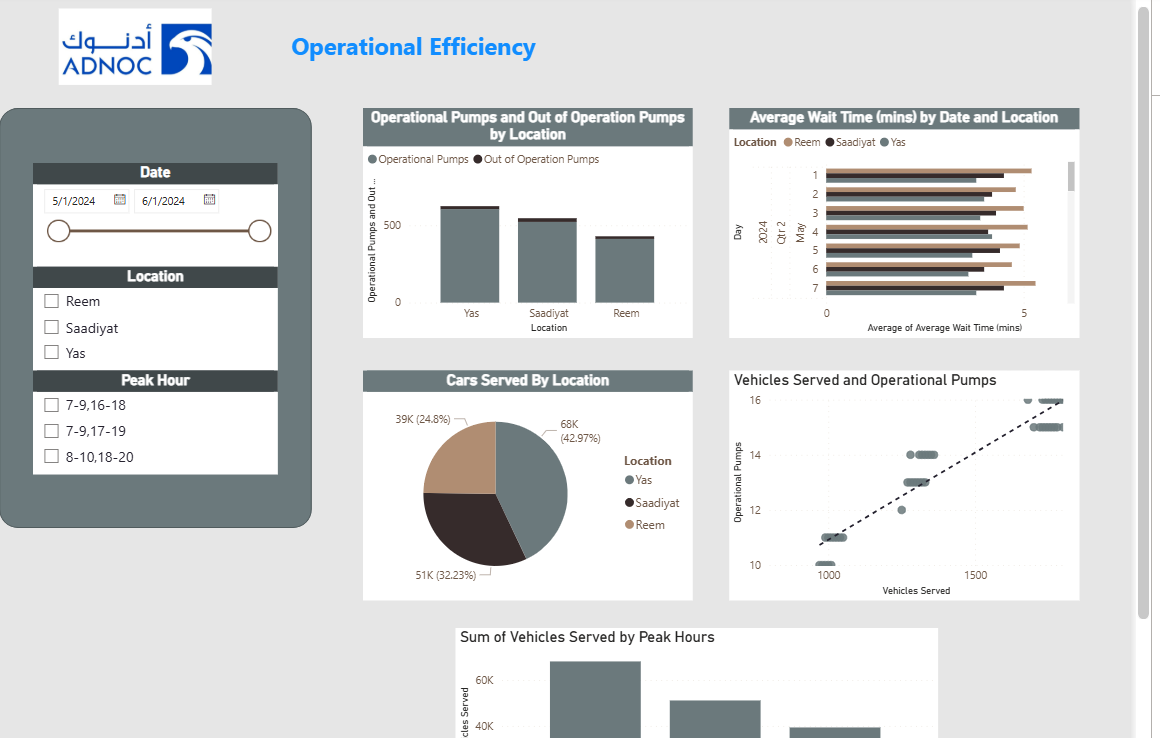 أدنوك
ADNOC
Operational Efficiency
Date
5/1/2024
6/1/2024
Location
Reem
Saadiyat
Yas
Peak Hour
7-9,16-18
7-9,17-19
8-10,18-20
Operational Pumps and Out of Operation Pumps
by Location
Operational Pumps Out of Operation Pumps
Operational Pumps and Out ...
500
0
Yas Saadiyat Reem
Location
Average Wait Time (mins) by Date and Location
Location Reem Saadiyat Yas
Day
2024
Qtr 2
May
1
2
3
4
5
6
7
0 5
Average of Average Wait Time (mins)
Cars Served By Location
39K (24.8%)
68K
(42.97%)
51K (32.23%)
Location
Yas
Saadiyat
Reem
Vehicles Served and Operational Pumps
Operational Pumps
16
14
12
10
1000 1500
Vehicles Served
Sum of Vehicles Served by Peak Hours
60K
40K
cles Served